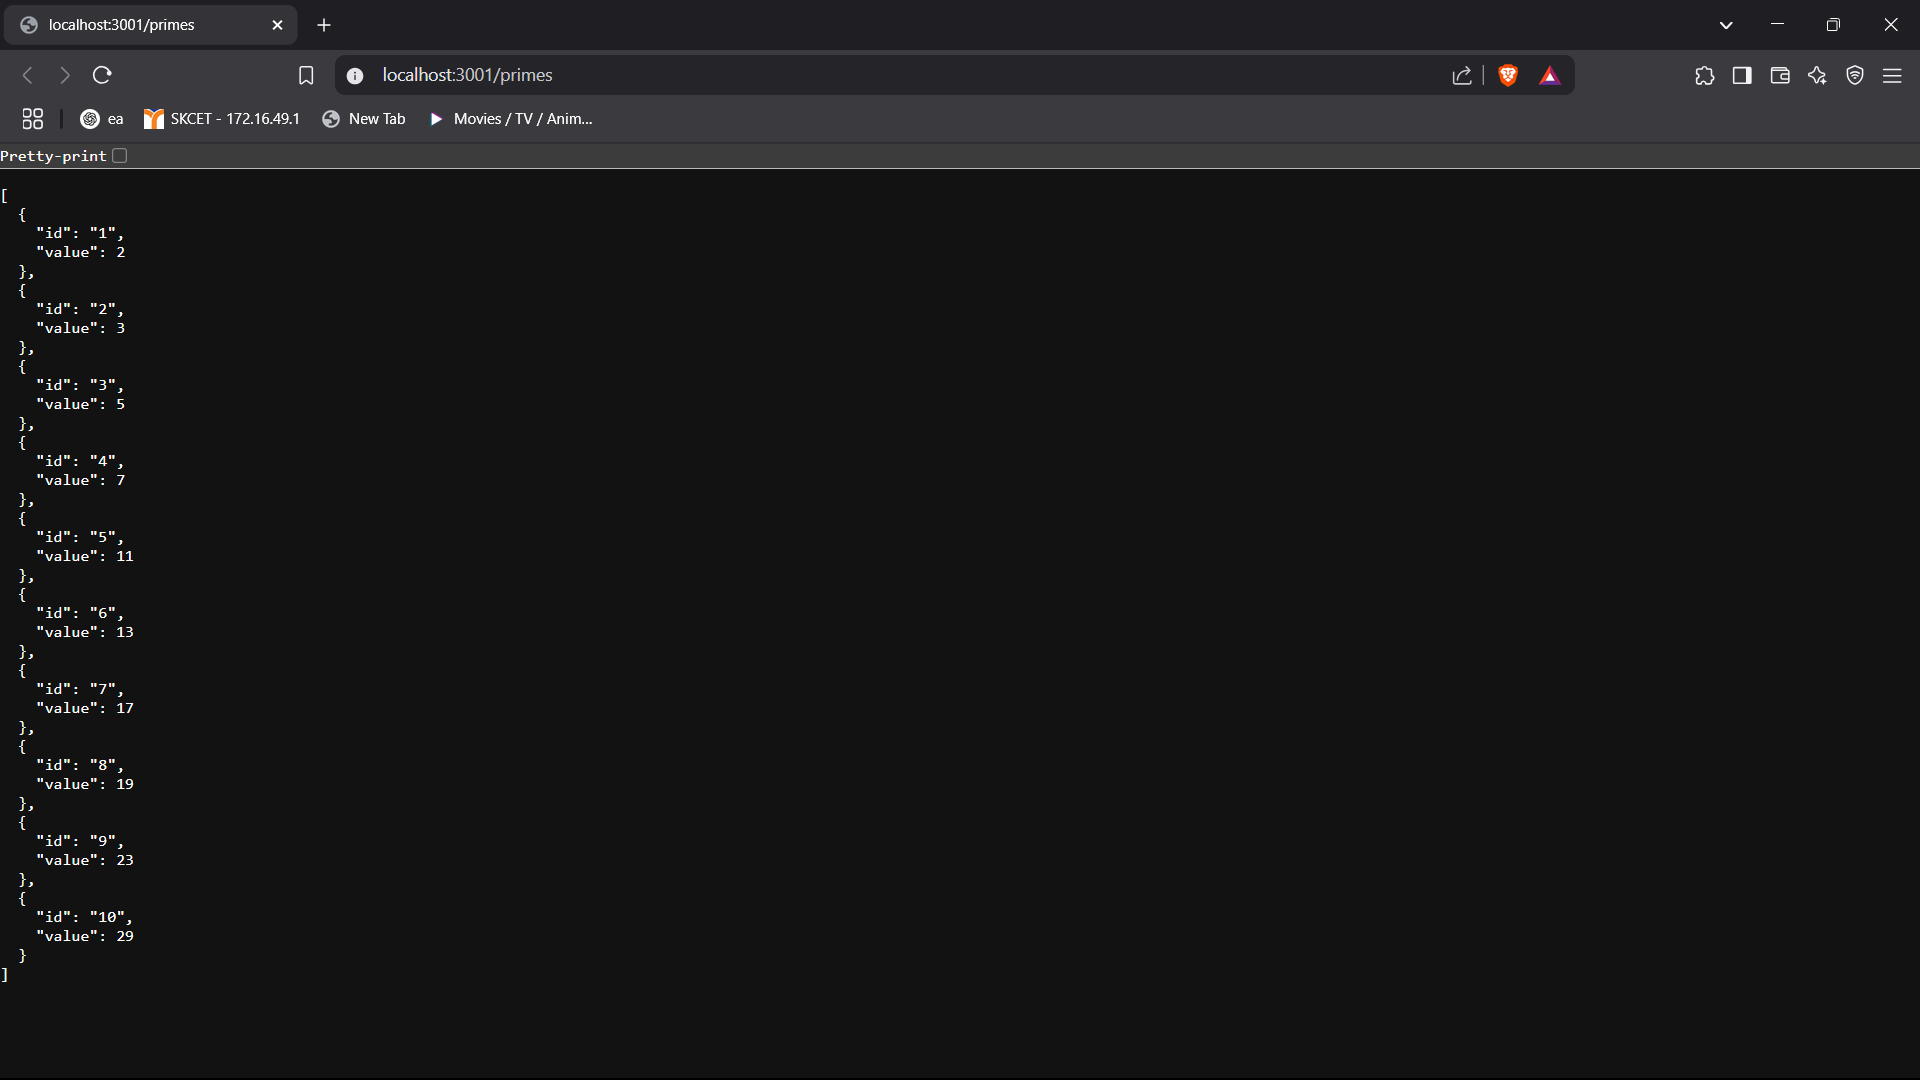 localhost:3001/primes
localhost:3001/primes
ea
SKCET - 172.16.49.1
New Tab
Movies / TV / Anim...
Pretty-print
[
  {
    "id": "1",
    "value": 2
  },
  {
    "id": "2",
    "value": 3
  },
  {
    "id": "3",
    "value": 5
  },
  {
    "id": "4",
    "value": 7
  },
  {
    "id": "5",
    "value": 11
  },
  {
    "id": "6",
    "value": 13
  },
  {
    "id": "7",
    "value": 17
  },
  {
    "id": "8",
    "value": 19
  },
  {
    "id": "9",
    "value": 23
  },
  {
    "id": "10",
    "value": 29
  }
]